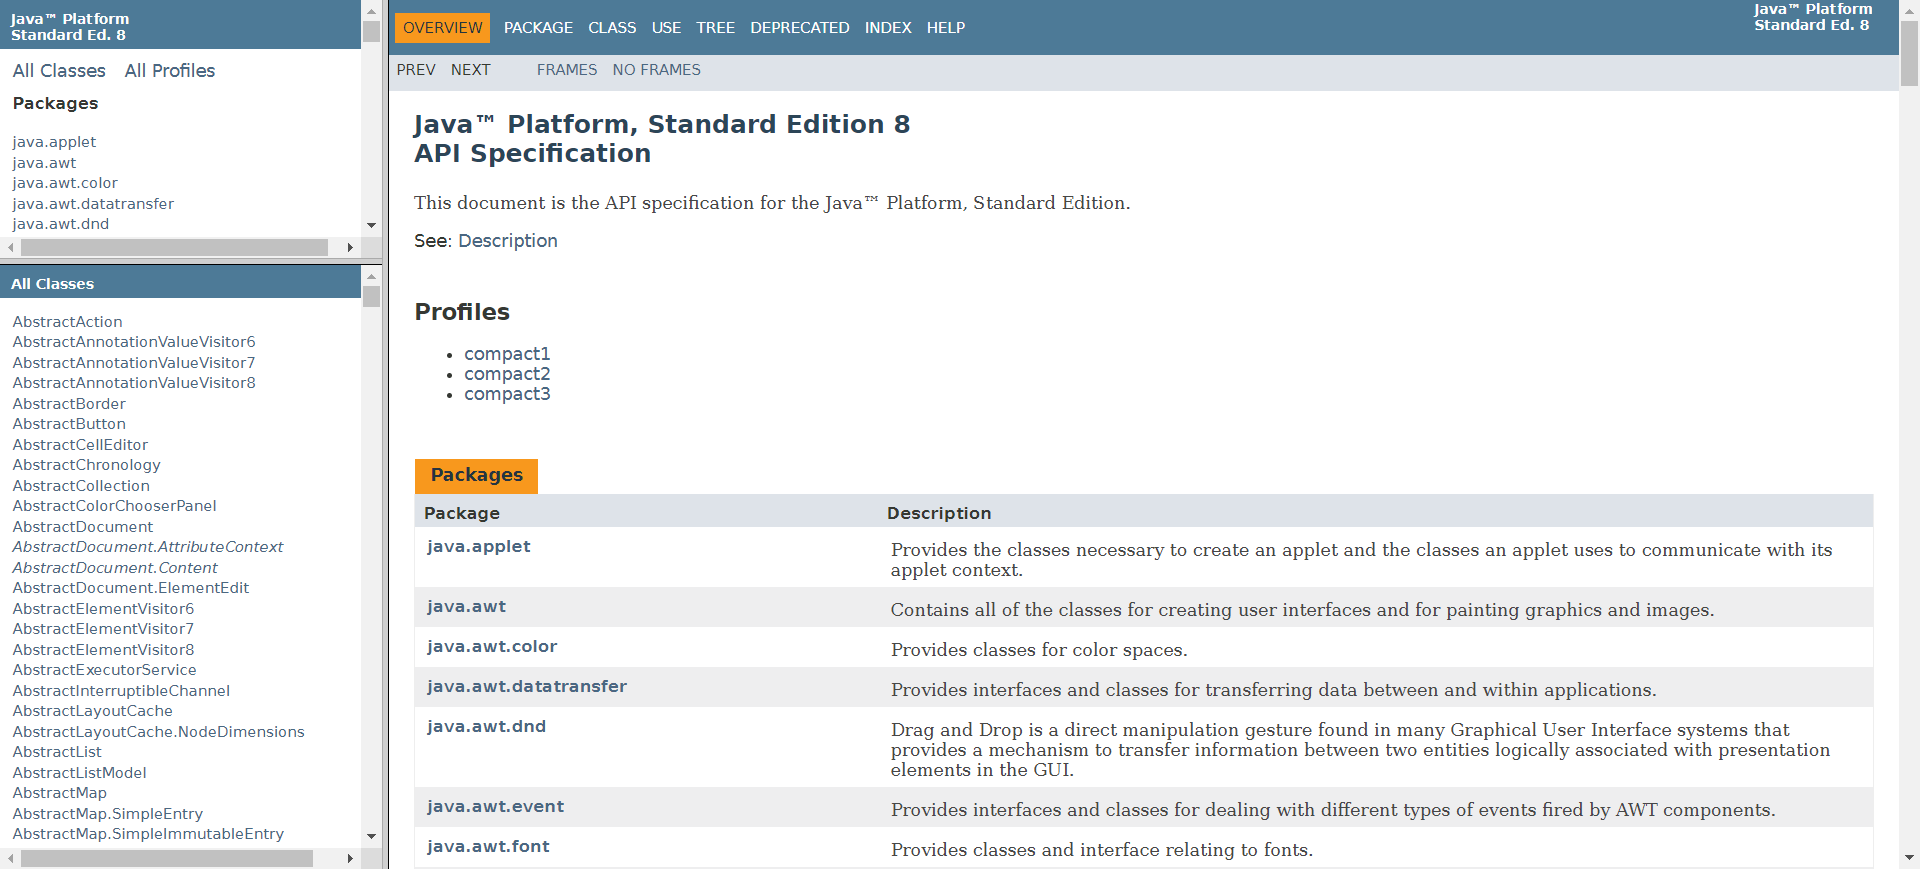 Java™ Platform
Standard Ed. 8
All Classes All Profiles
Packages
java.applet
java.awt
java.awt.color
java.awt.datatransfer
java.awt.dnd
All Classes
AbstractAction
AbstractAnnotationValueVisitor6
AbstractAnnotationValueVisitor7
AbstractAnnotationValueVisitor8
AbstractBorder
AbstractButton
AbstractCellEditor
AbstractChronology
AbstractCollection
AbstractColorChooserPanel
AbstractDocument
AbstractDocument.AttributeContext
AbstractDocument.Content
AbstractDocument.ElementEdit
AbstractElementVisitor6
AbstractElementVisitor7
AbstractElementVisitor8
AbstractExecutorService
AbstractInterruptibleChannel
AbstractLayoutCache
AbstractLayoutCache.NodeDimensions
AbstractList
AbstractListModel
AbstractMap
AbstractMap.SimpleEntry
AbstractMap.SimpleImmutableEntry
OVERVIEW PACKAGE CLASS USE TREE DEPRECATED INDEX HELP
Java™ Platform
Standard Ed. 8
PREV NEXT FRAMES NO FRAMES
Java™ Platform, Standard Edition 8
API Specification
This document is the API specification for the Java™ Platform, Standard Edition.
See: Description
Profiles
• compact1
• compact2
• compact3
Packages
Package Description
java.applet Provides the classes necessary to create an applet and the classes an applet uses to communicate with its
applet context.
java.awt Contains all of the classes for creating user interfaces and for painting graphics and images.
java.awt.color Provides classes for color spaces.
java.awt.datatransfer Provides interfaces and classes for transferring data between and within applications.
java.awt.dnd Drag and Drop is a direct manipulation gesture found in many Graphical User Interface systems that
provides a mechanism to transfer information between two entities logically associated with presentation
elements in the GUI.
java.awt.event Provides interfaces and classes for dealing with different types of events fired by AWT components.
java.awt.font Provides classes and interface relating to fonts.